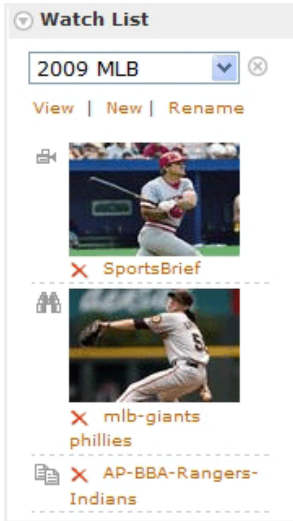 Watch List
2009 MLB
View | New | Rename
SportsBrief
mlb-giants
phillies
AP-BBA-Rangers-
Indians